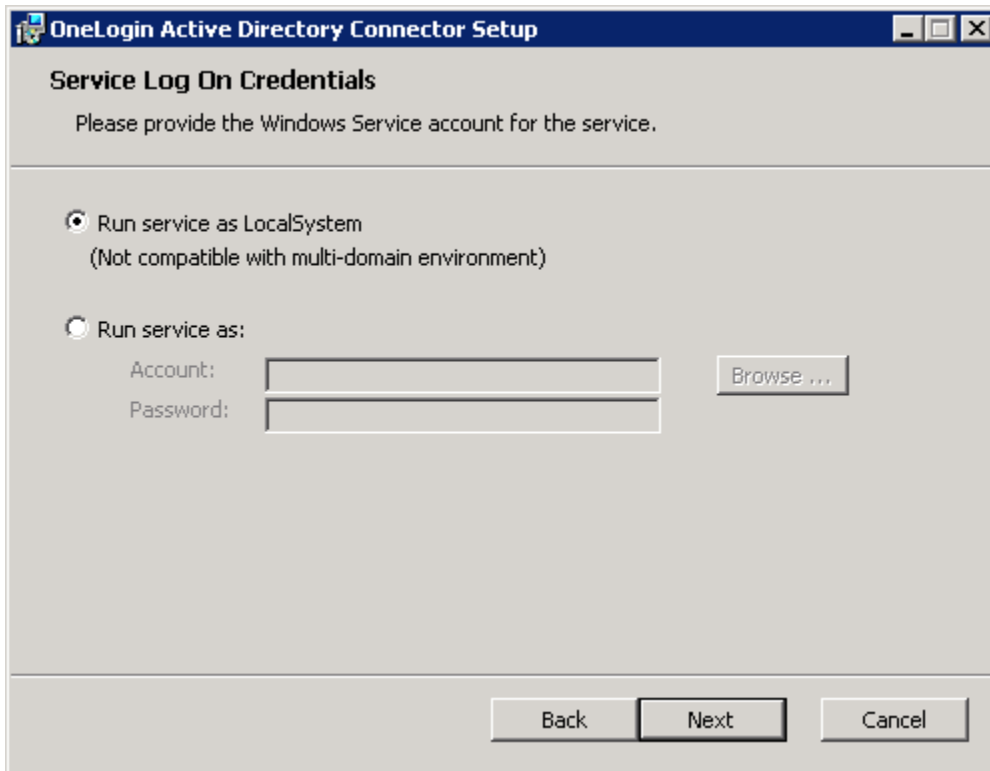 OneLogin Active Directory Connector Setup
Service Log On Credentials
Please provide the Windows Service account for the service.
Run service as LocalSystem
(Not compatible with multi-domain environment)
Run service as:
Account:
Browse ...
Password:
Back Next Cancel